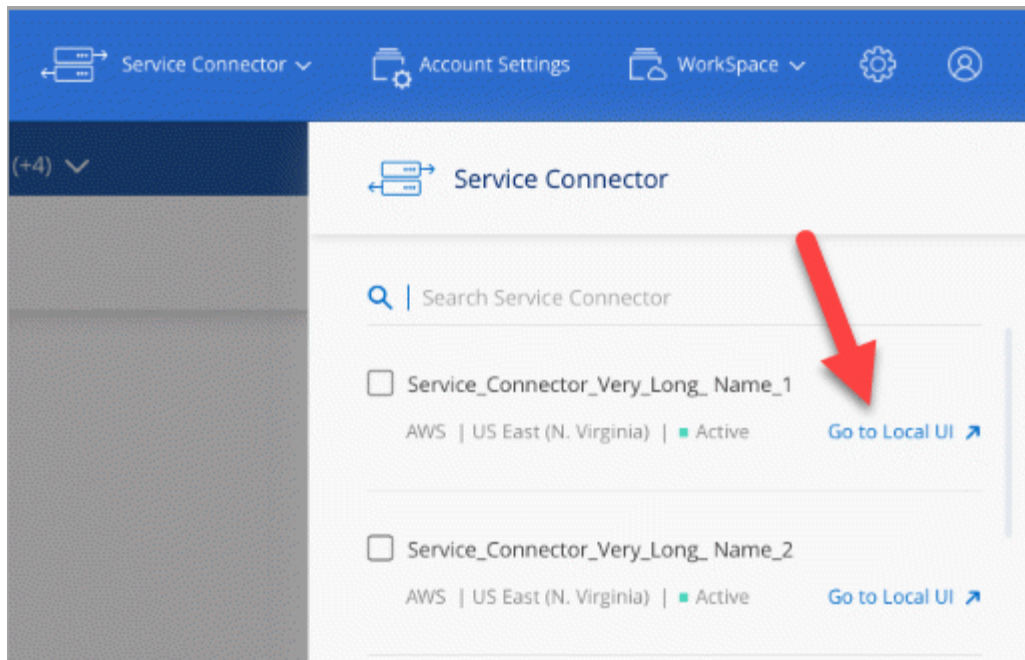 Service Connector
Account Settings
WorkSpace
(+4)
Service Connector
Search Service Connector
Service_Connector_Very_Long_ Name_1
AWS | US East (N. Virginia) | Active
Go to Local UI
Service_Connector_Very_Long_ Name_2
AWS | US East (N. Virginia) | Active
Go to Local UI